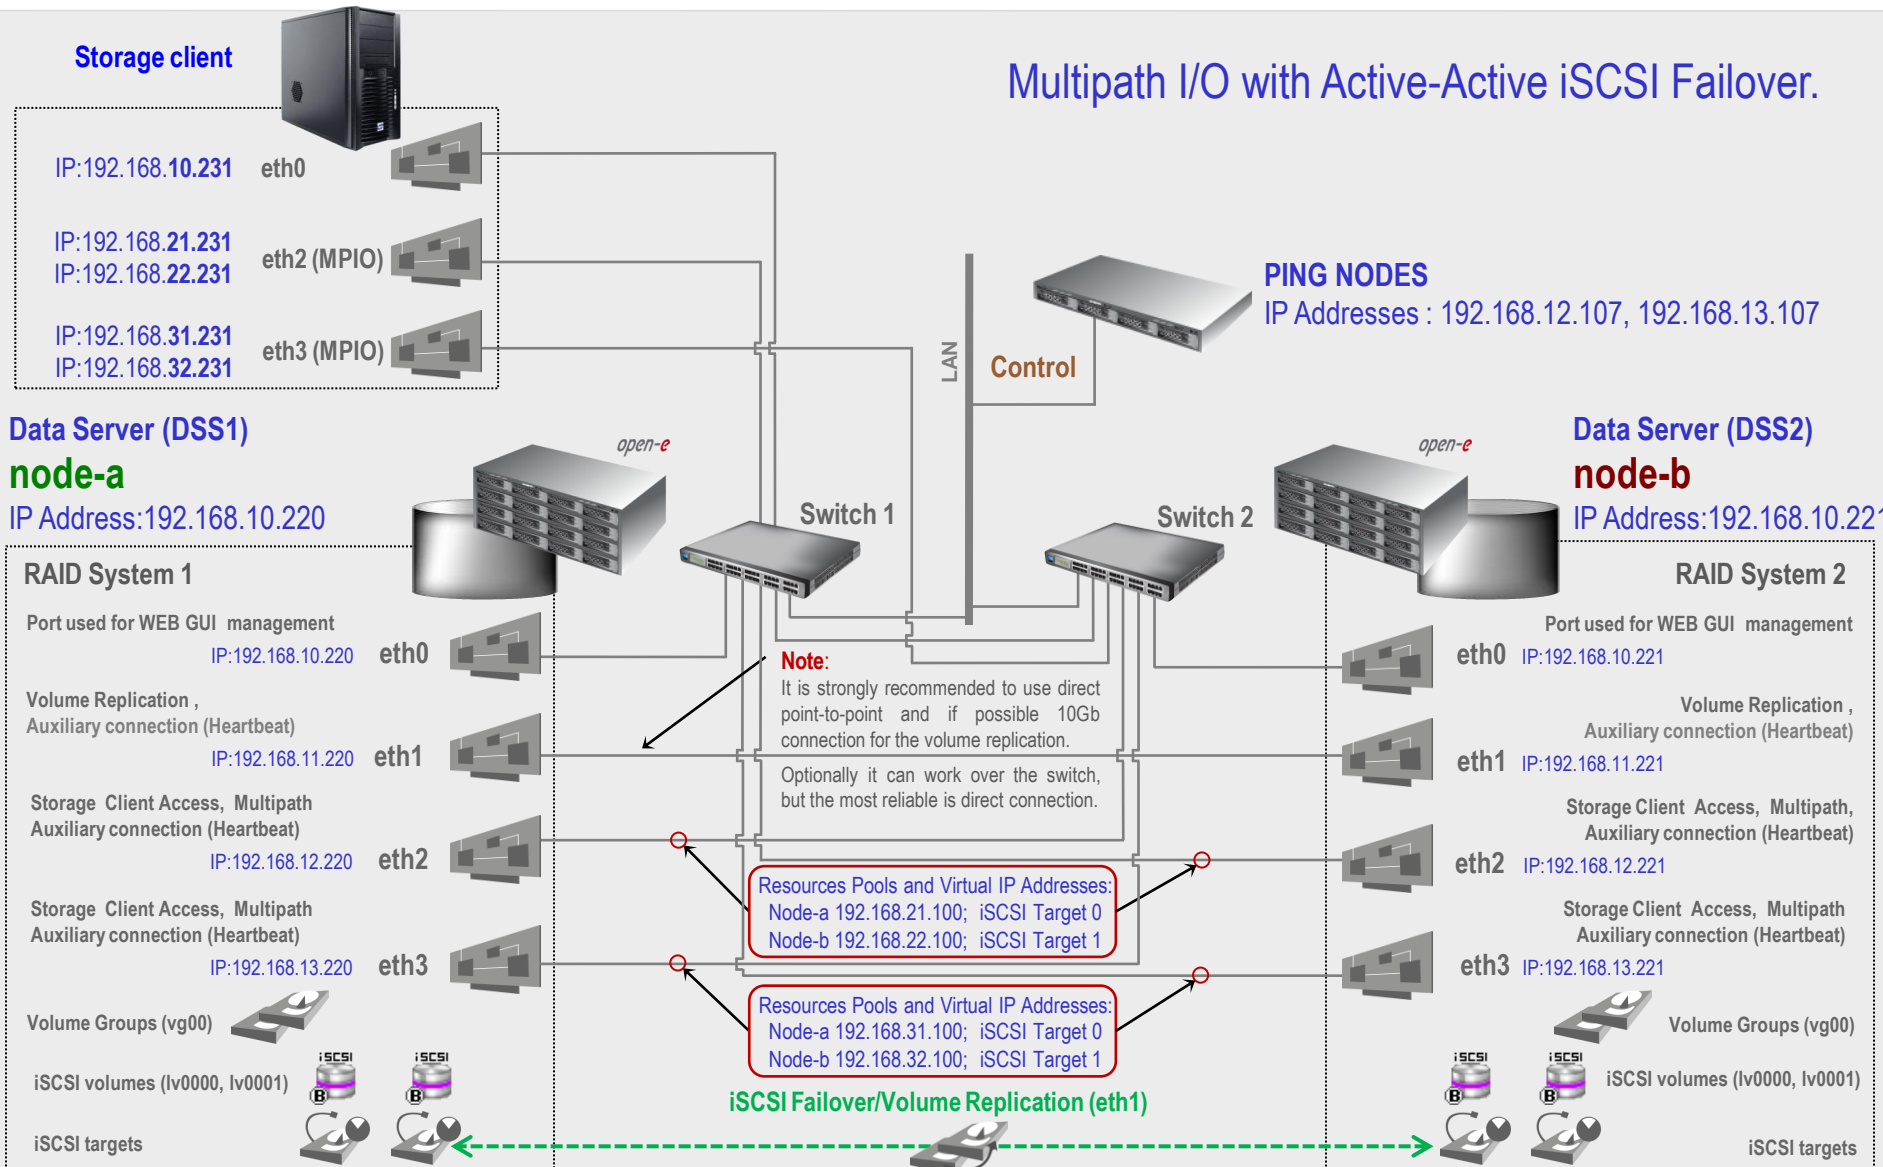 Storage client
Multipath I/O with Active-Active iSCSI Failover.
IP:192.168.10.231 eth0
IP:192.168.21.231
IP:192.168.22.231
eth2 (MPIO)
IP:192.168.31.231
IP:192.168.32.231
eth3 (MPIO)
LAN
Control
PING NODES
IP Addresses : 192.168.12.107, 192.168.13.107
Data Server (DSS1)
node-a
IP Address:192.168.10.220
open-e
Switch 1
Switch 2
open-e
Data Server (DSS2)
node-b
IP Address:192.168.10.221
RAID System 1
Port used for WEB GUI management
IP:192.168.10.220 eth0
Volume Replication ,
Auxiliary connection (Heartbeat)
IP:192.168.11.220 eth1
Storage Client Access, Multipath
Auxiliary connection (Heartbeat)
IP:192.168.12.220 eth2
Storage Client Access, Multipath
Auxiliary connection (Heartbeat)
IP:192.168.13.220 eth3
Volume Groups (vg00)
iSCSI volumes (lv0000, lv0001)
iSCSI
B
iSCSI
B
iSCSI targets
Note:
It is strongly recommended to use direct
point-to-point and if possible 10Gb
connection for the volume replication.
Optionally it can work over the switch,
but the most reliable is direct connection.
Resources Pools and Virtual IP Addresses:
Node-a 192.168.21.100; iSCSI Target 0
Node-b 192.168.22.100; iSCSI Target 1
Resources Pools and Virtual IP Addresses:
Node-a 192.168.31.100; iSCSI Target 0
Node-b 192.168.32.100; iSCSI Target 1
iSCSI Failover/Volume Replication (eth1)
RAID System 2
Port used for WEB GUI management
eth0 IP:192.168.10.221
Volume Replication ,
Auxiliary connection (Heartbeat)
eth1 IP:192.168.11.221
Storage Client Access, Multipath,
Auxiliary connection (Heartbeat)
eth2 IP:192.168.12.221
Storage Client Access, Multipath
Auxiliary connection (Heartbeat)
eth3 IP:192.168.13.221
Volume Groups (vg00)
iSCSI
B
iSCSI
B
iSCSI volumes (lv0000, lv0001)
iSCSI targets